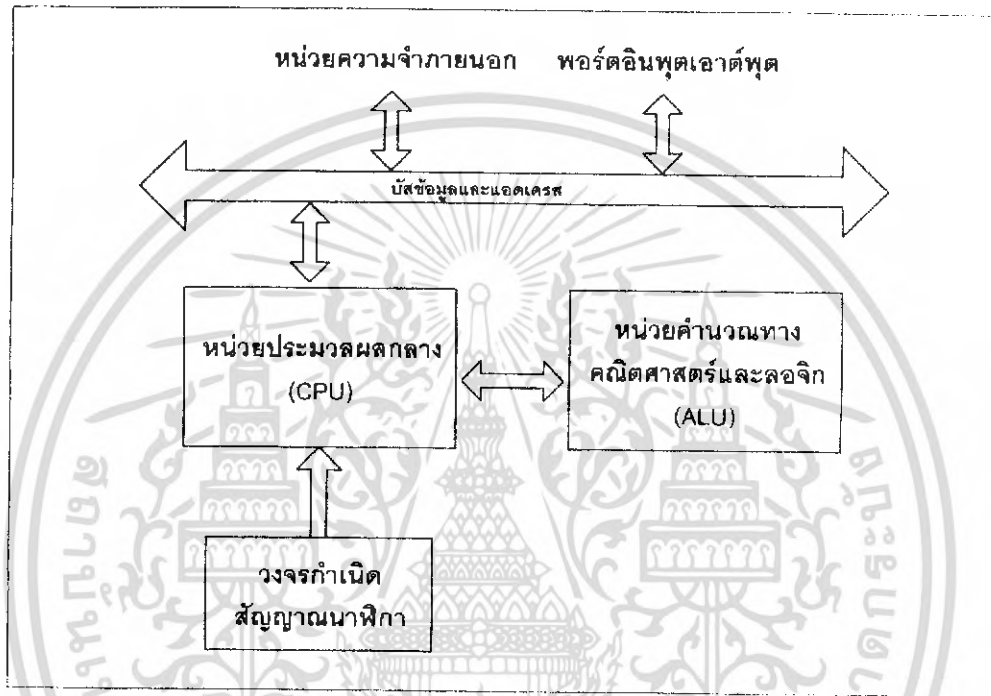 หน่วยความจำภายนอก พอร์ตอินพุตเอาต์พุต
บัสข้อมูลและแอดเดรส
หน่วยประมวลผลกลาง
(CPU)
หน่วยคำนวณทาง
คณิตศาสตร์และลอจิก
(ALU)
วงจรกำเนิด
สัญญาณนาฬิกา